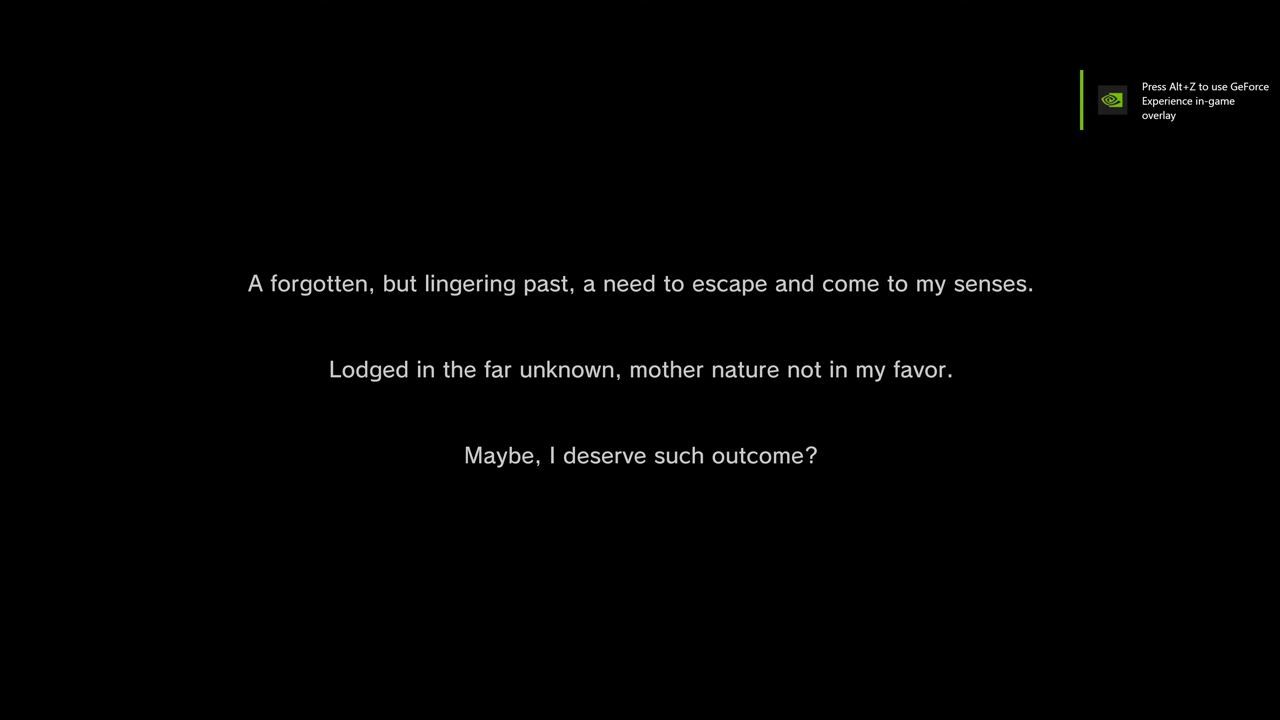 Press Alt+Z to use GeForce
Experience in-game
overlay
A forgotten, but lingering past, a need to escape and come to my senses.
Lodged in the far unknown, mother nature not in my favor.
Maybe, I deserve such outcome?